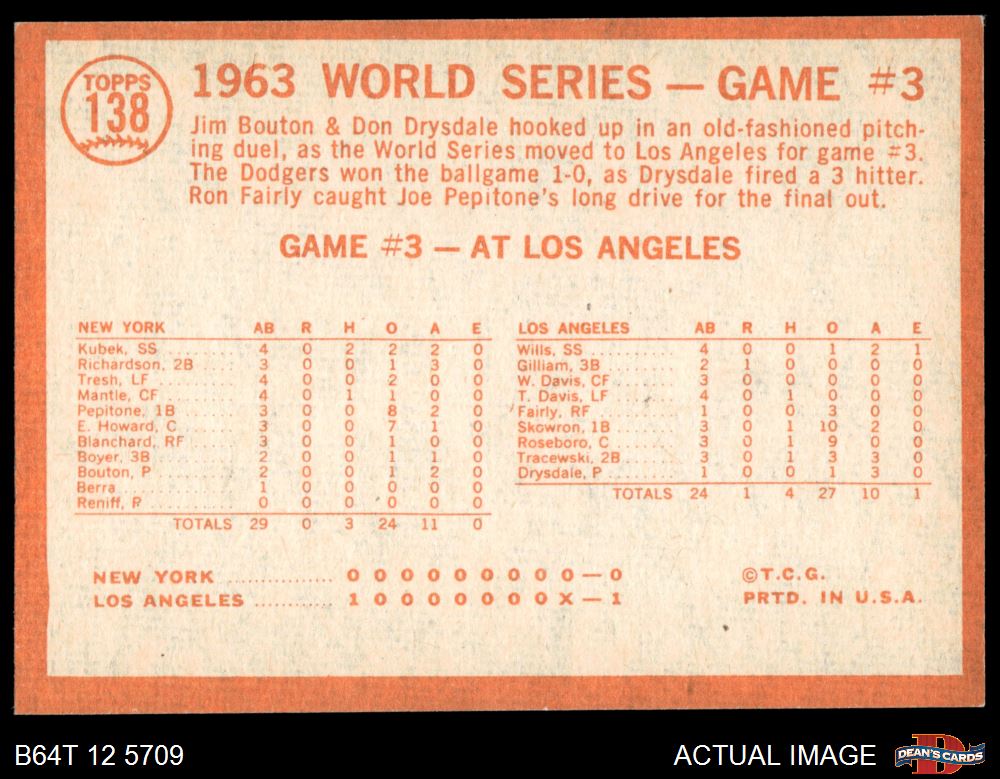 TOPPS
138
1963 WORLD SERIES — GAME #3
Jim Bouton & Don Drysdale hooked up in an old-fashioned pitch-
ing duel, as the World Series moved to Los Angeles for game #3.
The Dodgers won the ballgame 1-0, as Drysdale fired a 3 hitter.
Ron Fairly caught Joe Pepitone's long drive for the final out.
GAME #3 — AT LOS ANGELES
NEW YORK AB R H O A E
Kubek, SS 4 0 2 2 2 0
Richardson, 2B 3 0 0 1 3 0
Tresh, LF 4 0 0 2 0 0
Mantle, CF 4 0 1 1 0 0
Pepitone, 1B 3 0 0 8 2 0
E. Howard, C 3 0 0 7 1 0
Blanchard, RF 3 0 0 1 0 0
Boyer, 3B 2 0 0 1 1 0
Bouton, P 2 0 0 1 2 0
Berra 1 0 0 0 0 0
Reniff, P 0 0 0 0 0 0
TOTALS 29 0 3 24 11 0
LOS ANGELES AB R H O A E
Wills, SS 4 0 0 1 2 1
Gilliam, 3B 2 1 0 0 0 0
W. Davis, CF 3 0 0 0 0 0
T. Davis, LF 4 0 1 0 0 0
Fairly, RF 1 0 0 3 0 0
Skowron, 1B 3 0 1 10 2 0
Roseboro, C 3 0 1 9 0 0
Tracewski, 2B 3 0 1 3 3 0
Drysdale, P 1 0 0 1 3 0
TOTALS 24 1 4 27 10 1
NEW YORK 0 0 0 0 0 0 0 0 0 — 0
LOS ANGELES 1 0 0 0 0 0 0 0 X — 1
©T.C.G.
PRTD. IN U.S.A.
B64T 12 5709
ACTUAL IMAGE
D
DEAN'S CARDS